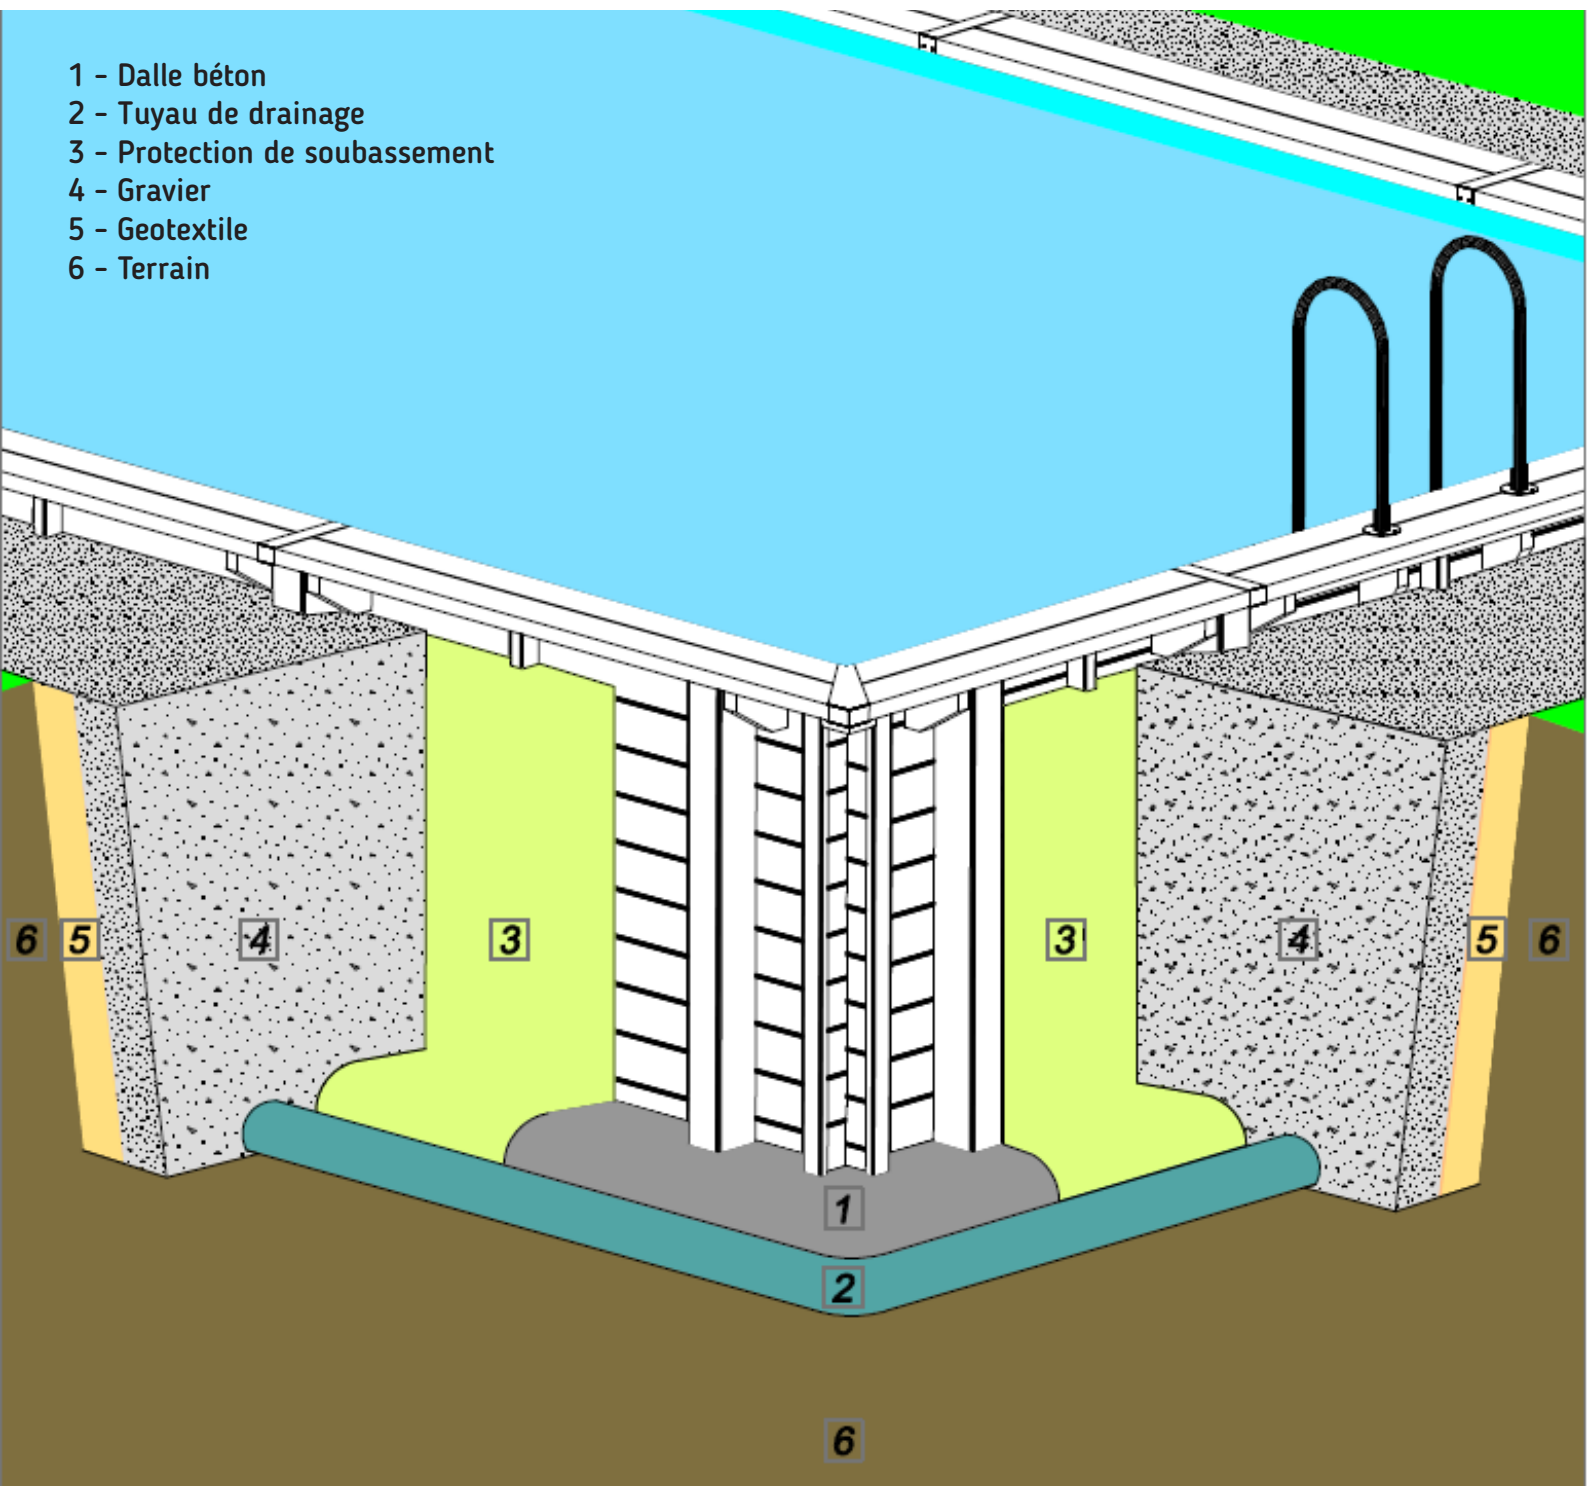 1 - Dalle béton
2 - Tuyau de drainage
3 - Protection de soubassement
4 - Gravier
5 - Geotextile
6 - Terrain
6 5 4 3 3 4 5 6
1
2
6